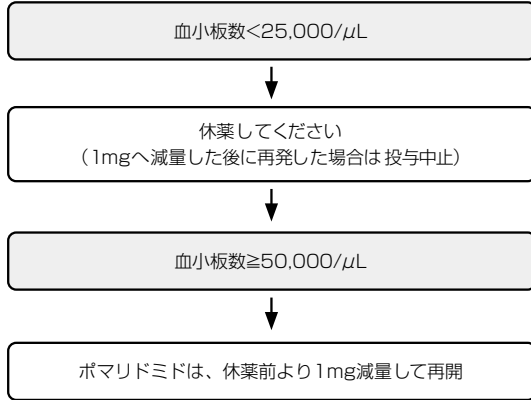 血小板数<25,000/μL
休薬してください
（1mgへ減量した後に再発した場合は投与中止）
血小板数≧50,000/μL
ポマリドミドは、休薬前より1mg減量して再開